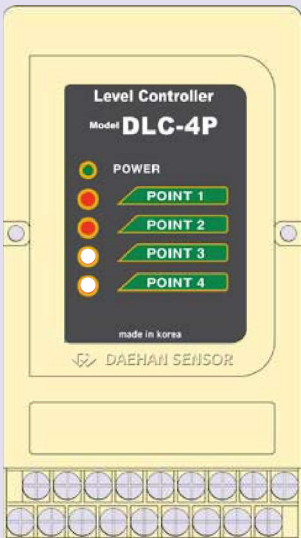 Level Controller
Model DLC-4P
POWER
POINT 1
POINT 2
POINT 3
POINT 4
made in korea
DAEHAN SENSOR